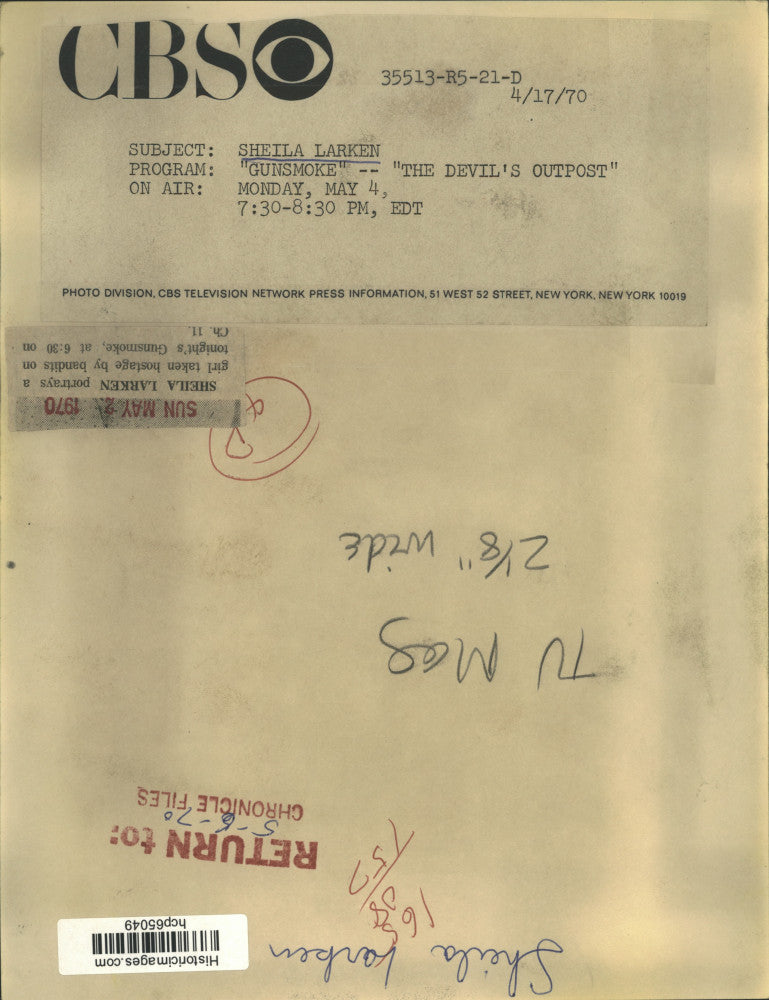 CBS
35513-R5-21-D
4/17/70
SUBJECT: SHEILA LARKEN
PROGRAM: "GUNSMOKE" -- "THE DEVIL'S OUTPOST"
ON AIR: MONDAY, MAY 4,
7:30-8:30 PM, EDT
PHOTO DIVISION, CBS TELEVISION NETWORK PRESS INFORMATION, 51 WEST 52 STREET, NEW YORK, NEW YORK 10019
SUN MAY 2 1970
SHEILA LARKEN portrays a
girl taken hostage by bandits on
tonight's Gunsmoke, at 6:30 on
Ch. 11.
2 1/8" wide
TV Mag
RETURN to:
5-6-70
CHRONICLE FILES
Sheila Larken
Historicimages.com
hcp65049